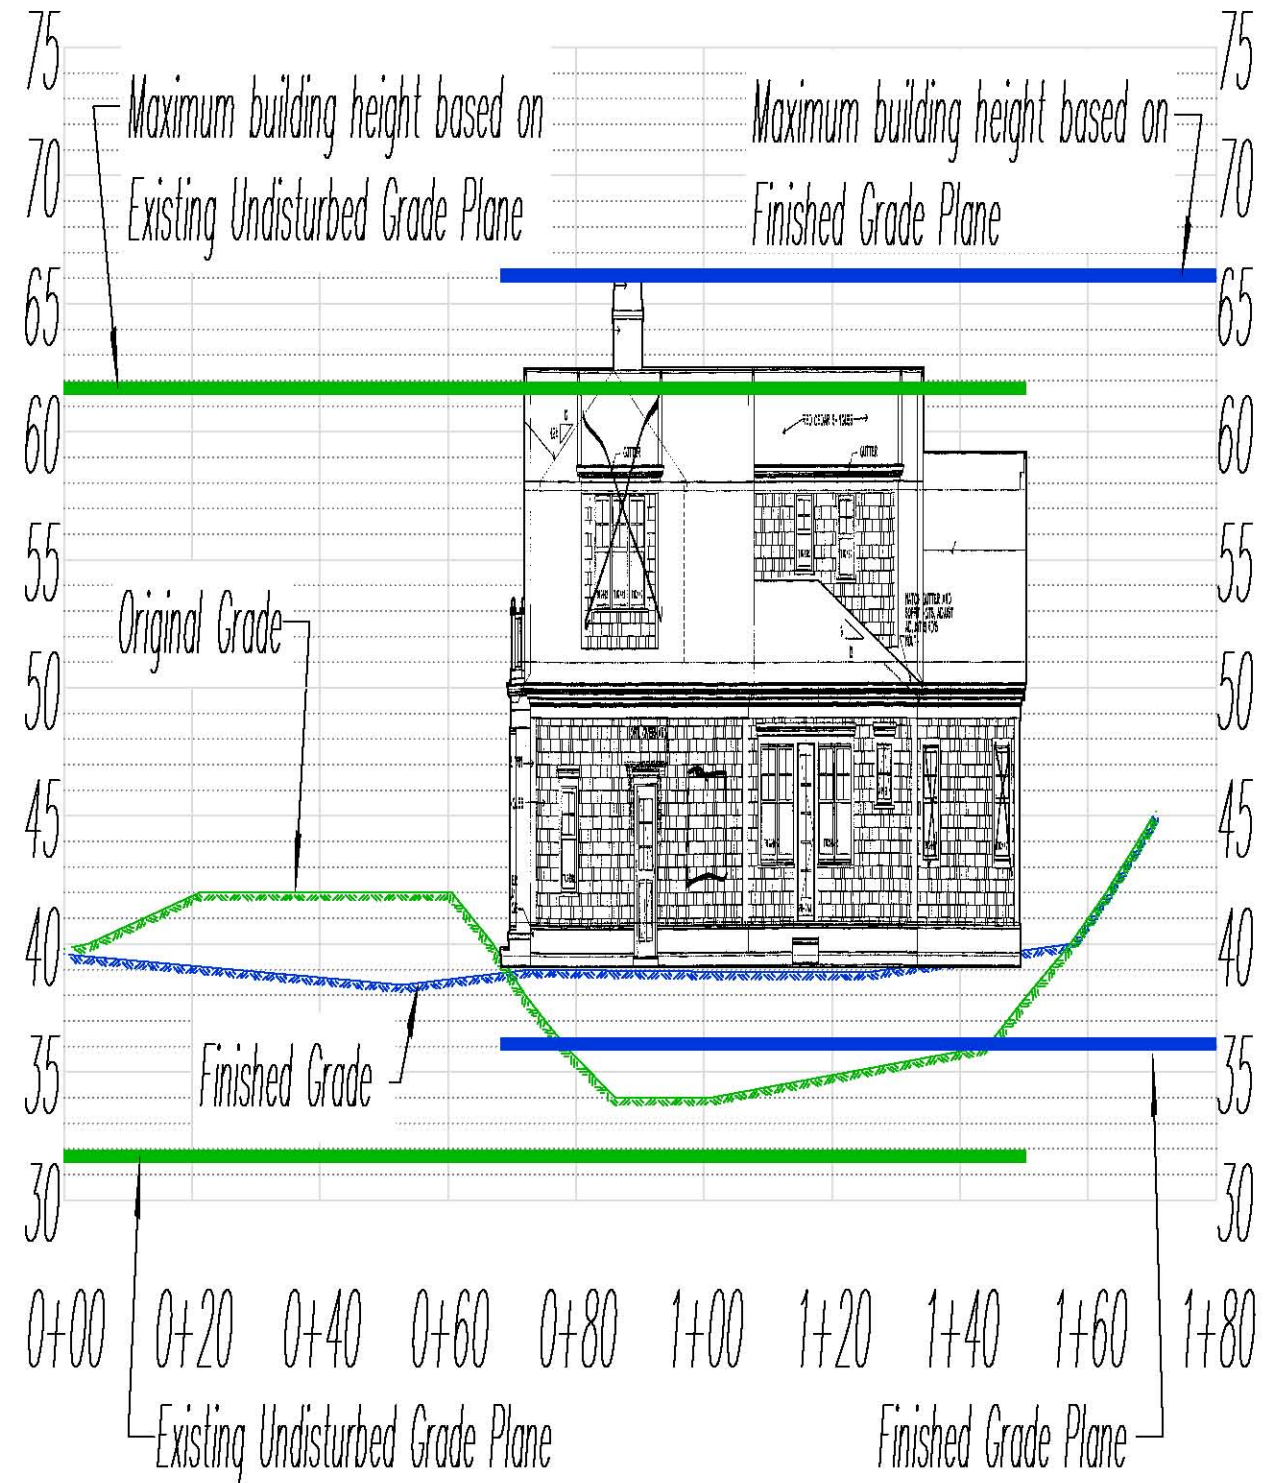 75 75
Maximum building height based on
Existing Undisturbed Grade Plane
Maximum building height based on
Finished Grade Plane
70 70
65 65
60 60
GUTTER
GUTTER
55 55
Original Grade
50 50
45 45
40 40
Finished Grade
35 35
30 30
0+00 0+20 0+40 0+60 0+80 1+00 1+20 1+40 1+60 1+80
Existing Undisturbed Grade Plane
Finished Grade Plane